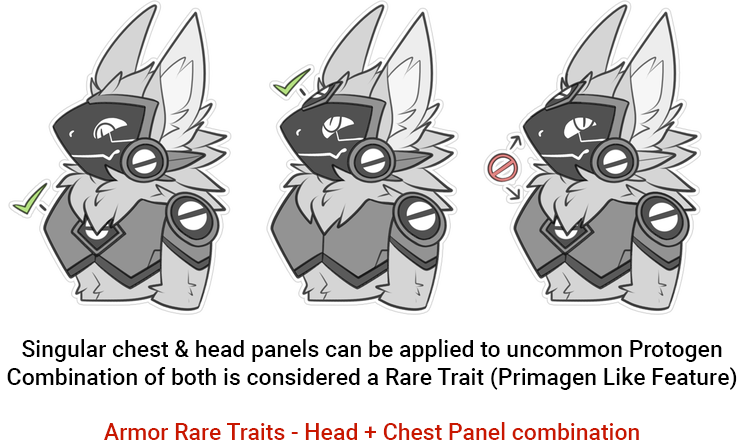 Singular chest & head panels can be applied to uncommon Protogen
Combination of both is considered a Rare Trait (Primagen Like Feature)
Armor Rare Traits - Head + Chest Panel combination